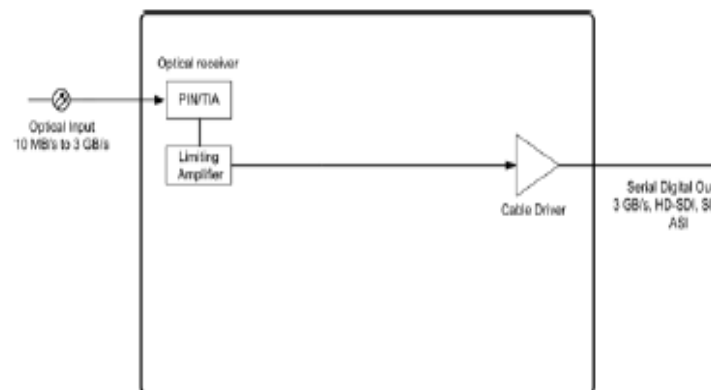 Optical receiver
PIN/TIA
Optical Input
10 MB/s to 3 GB/s
Limiting
Amplifier
Cable Driver
Serial Digital
3 GB/s, HD-SDI,
ASI